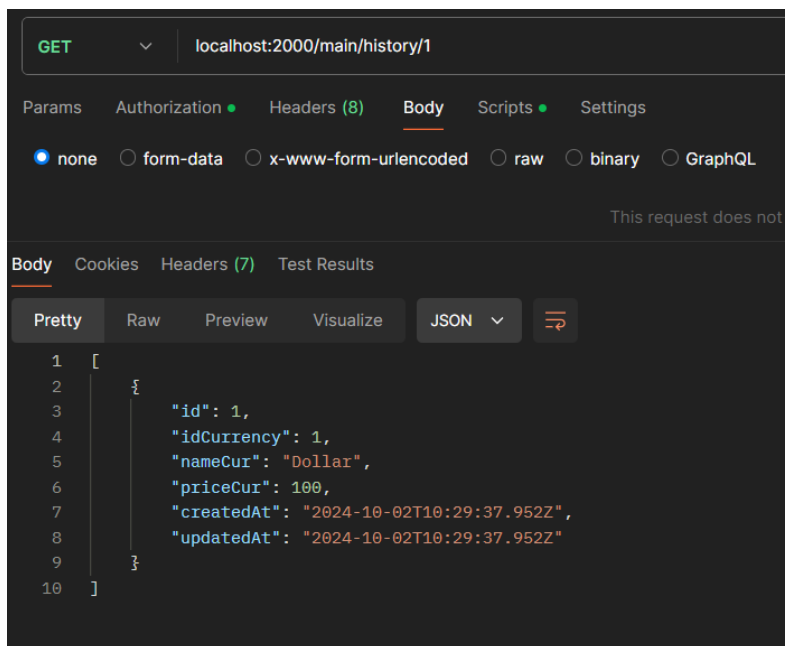 GET localhost:2000/main/history/1
Params Authorization Headers (8) Body Scripts Settings
none form-data x-www-form-urlencoded raw binary GraphQL
This request does not
Body Cookies Headers (7) Test Results
Pretty Raw Preview Visualize JSON
1 [
2 {
3 "id": 1,
4 "idCurrency": 1,
5 "nameCur": "Dollar",
6 "priceCur": 100,
7 "createdAt": "2024-10-02T10:29:37.952Z",
8 "updatedAt": "2024-10-02T10:29:37.952Z"
9 }
10 ]